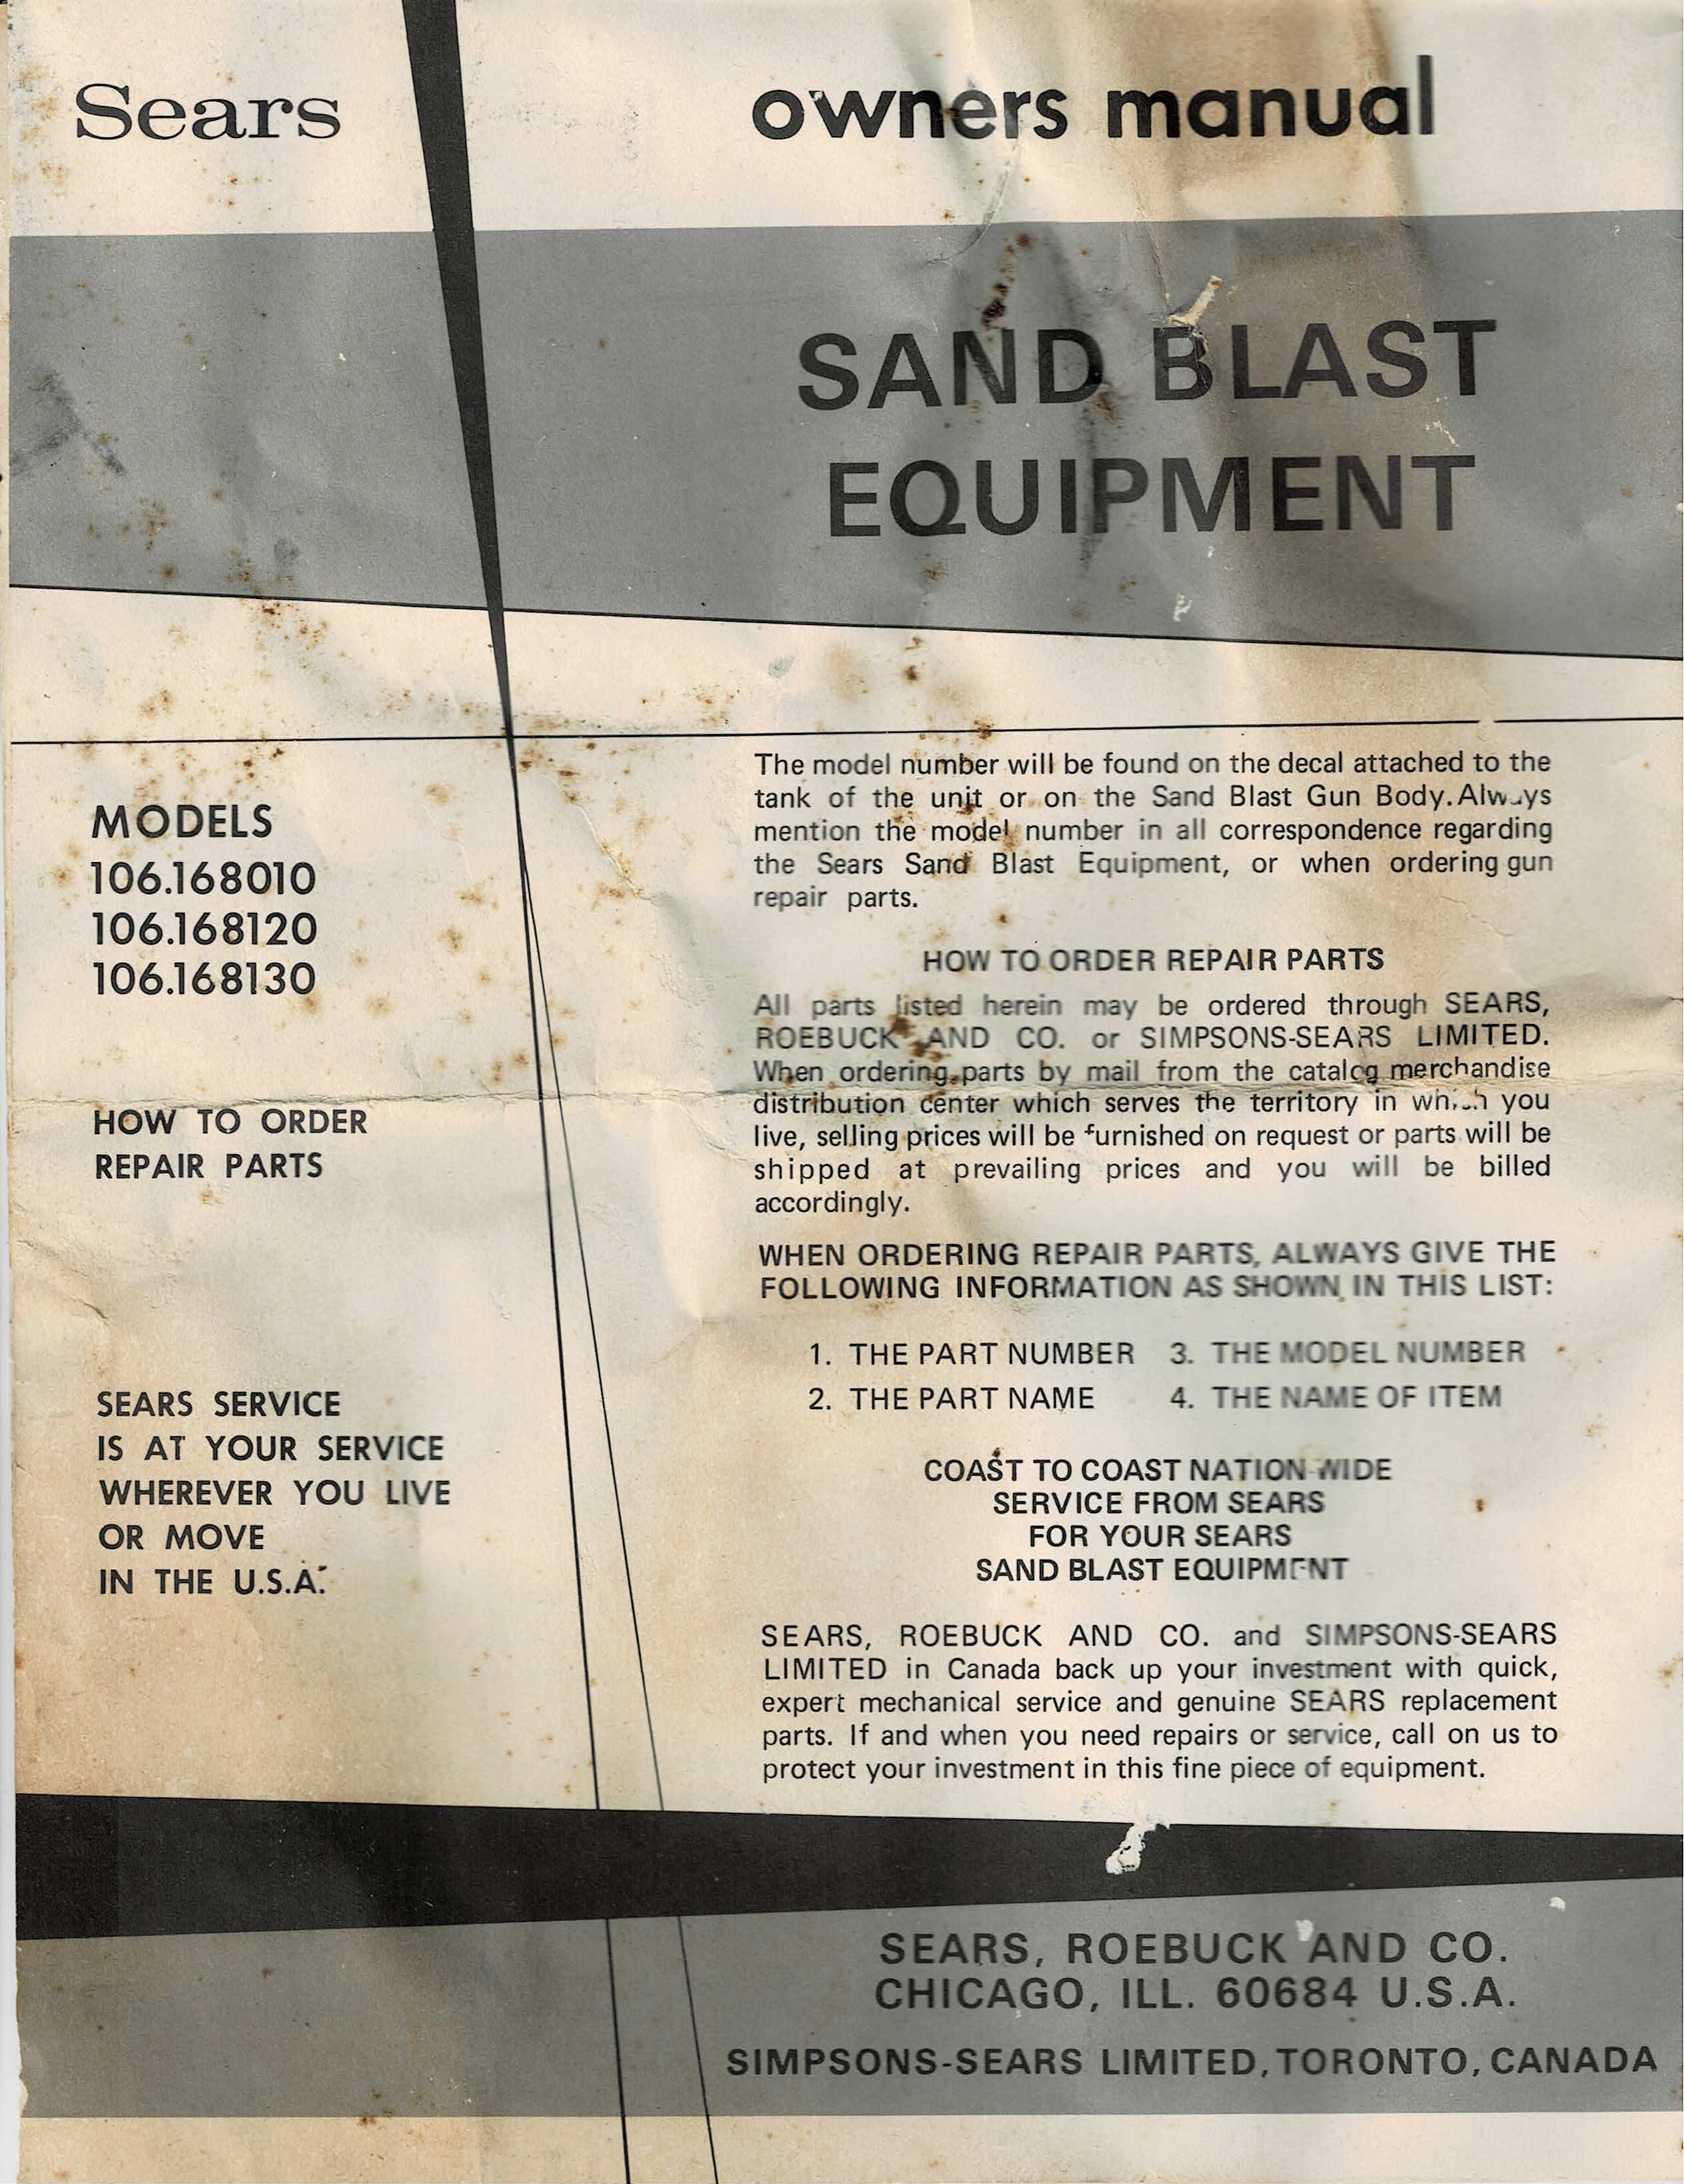 Sears
owners manual
SAND BLAST
EQUIPMENT
MODELS
106.168010
106.168120
106.168130
HOW TO ORDER
REPAIR PARTS
SEARS SERVICE
IS AT YOUR SERVICE
WHEREVER YOU LIVE
OR MOVE
IN THE U.S.A.
The model number will be found on the decal attached to the
tank of the unit or on the Sand Blast Gun Body. Always
mention the model number in all correspondence regarding
the Sears Sand Blast Equipment, or when ordering gun
repair parts.
HOW TO ORDER REPAIR PARTS
All parts listed herein may be ordered through SEARS,
ROEBUCK AND CO. or SIMPSONS-SEARS LIMITED.
When ordering parts by mail from the catalog merchandise
distribution center which serves the territory in which you
live, selling prices will be furnished on request or parts will be
shipped at prevailing prices and you will be billed
accordingly.
WHEN ORDERING REPAIR PARTS, ALWAYS GIVE THE
FOLLOWING INFORMATION AS SHOWN IN THIS LIST:
1. THE PART NUMBER 3. THE MODEL NUMBER
2. THE PART NAME 4. THE NAME OF ITEM
COAST TO COAST NATION-WIDE
SERVICE FROM SEARS
FOR YOUR SEARS
SAND BLAST EQUIPMENT
SEARS, ROEBUCK AND CO. and SIMPSONS-SEARS
LIMITED in Canada back up your investment with quick,
expert mechanical service and genuine SEARS replacement
parts. If and when you need repairs or service, call on us to
protect your investment in this fine piece of equipment.
SEARS, ROEBUCK AND CO.
CHICAGO, ILL. 60684 U.S.A.
SIMPSONS-SEARS LIMITED, TORONTO, CANADA